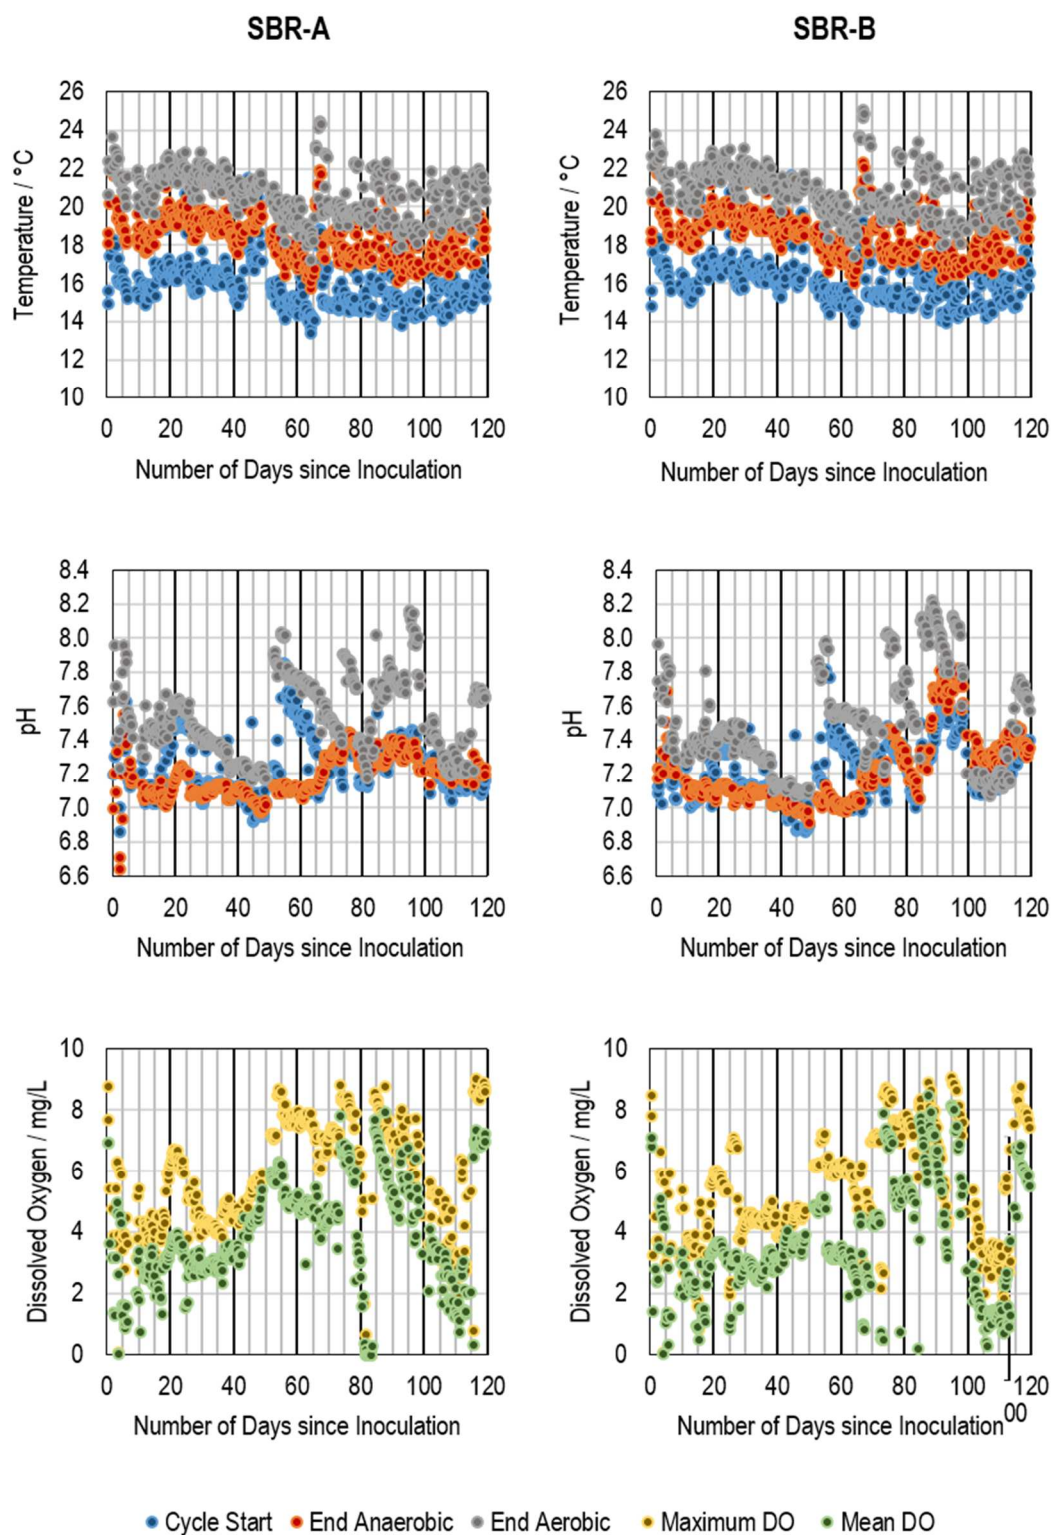 SBR-A SBR-B
26 26
24 24
22 22
20 20
18 18
16 16
14 14
12 12
10 10
Temperature / °C Temperature / °C
0 20 40 60 80 100 120 0 20 40 60 80 100 120
Number of Days since Inoculation Number of Days since Inoculation
8.4 8.4
8.2 8.2
8.0 8.0
7.8 7.8
7.6 7.6
7.4 7.4
7.2 7.2
7.0 7.0
6.8 6.8
6.6 6.6
pH pH
0 20 40 60 80 100 120 0 20 40 60 80 100 120
Number of Days since Inoculation Number of Days since Inoculation
10 10
8 8
6 6
4 4
2 2
0 0
Dissolved Oxygen / mg/L Dissolved Oxygen / mg/L
0 20 40 60 80 100 120 0 20 40 60 80 100 120
Number of Days since Inoculation Number of Days since Inoculation 00
Cycle Start End Anaerobic End Aerobic Maximum DO Mean DO